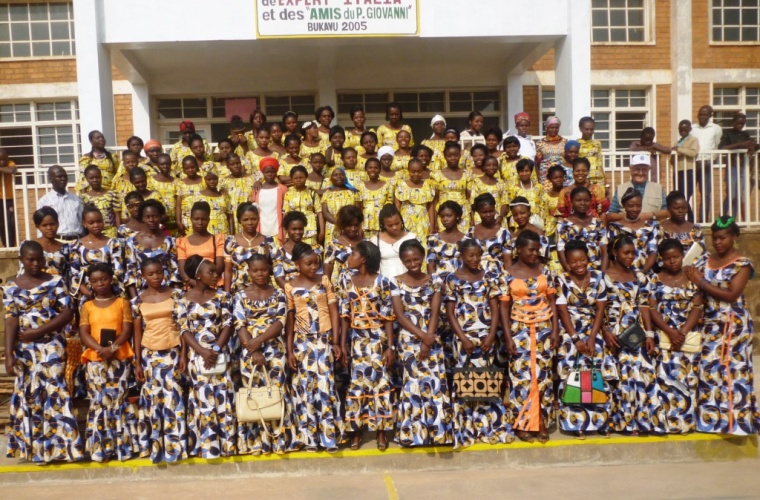 de EXPERT ITALIA
et des "AMIS du P. GIOVANNI"
BUKAVU 2005